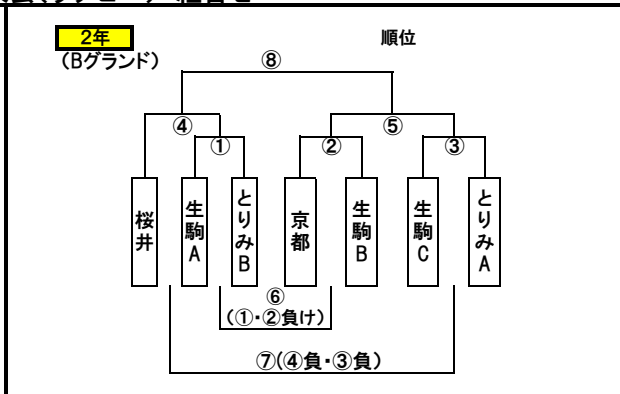 2年
順位
(Bグランド)
⑧
④
⑤
①
②
③
桜井
生駒A
とりみB
京都
生駒B
生駒C
とりみA
⑥
(①・②負け)
⑦(④負・③負)